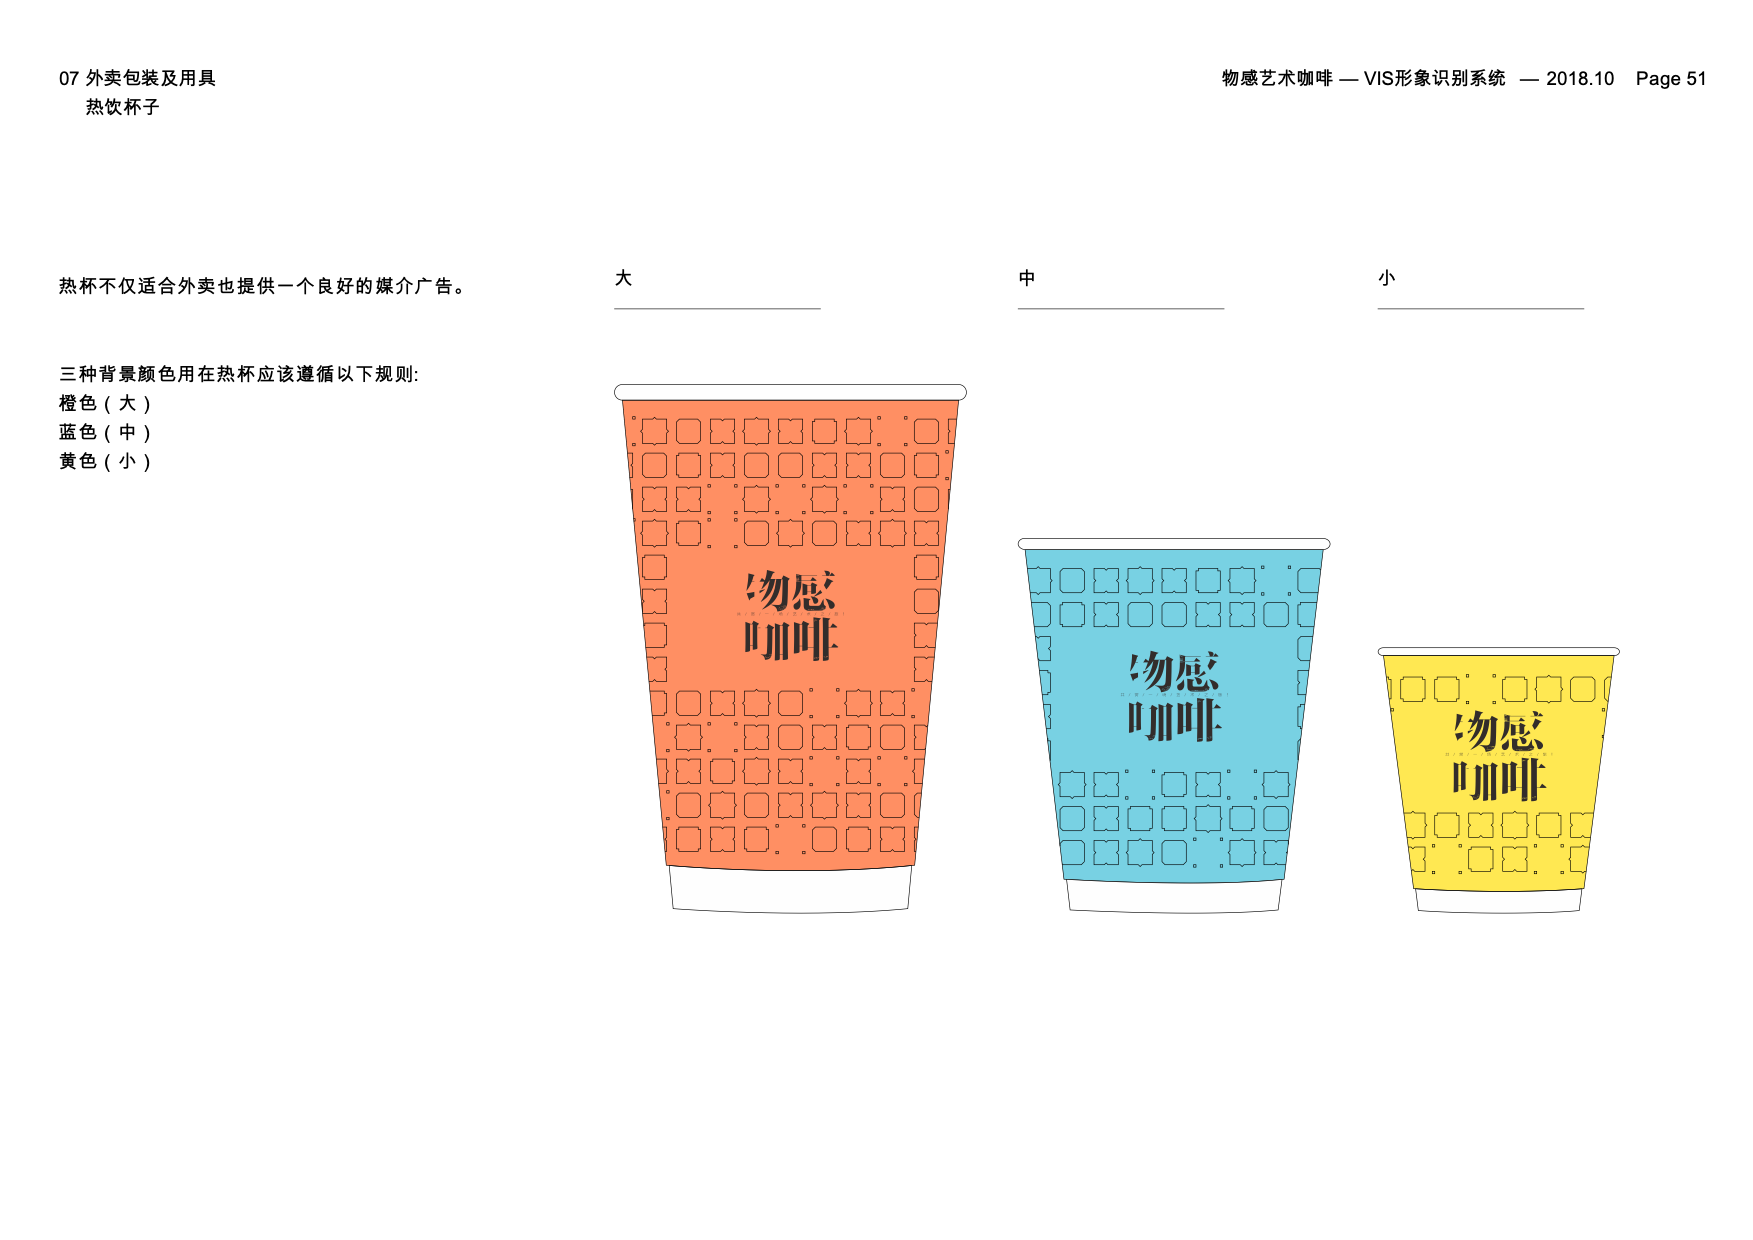 07 外卖包装及用具
热饮杯子
物感艺术咖啡 — VIS形象识别系统 — 2018.10 Page 51
热杯不仅适合外卖也提供一个良好的媒介广告。
三种背景颜色用在热杯应该遵循以下规则:
橙色 ( 大 )
蓝色 ( 中 )
黄色 ( 小 )
大
中
小
物感
咖啡
物感
咖啡
物感
咖啡